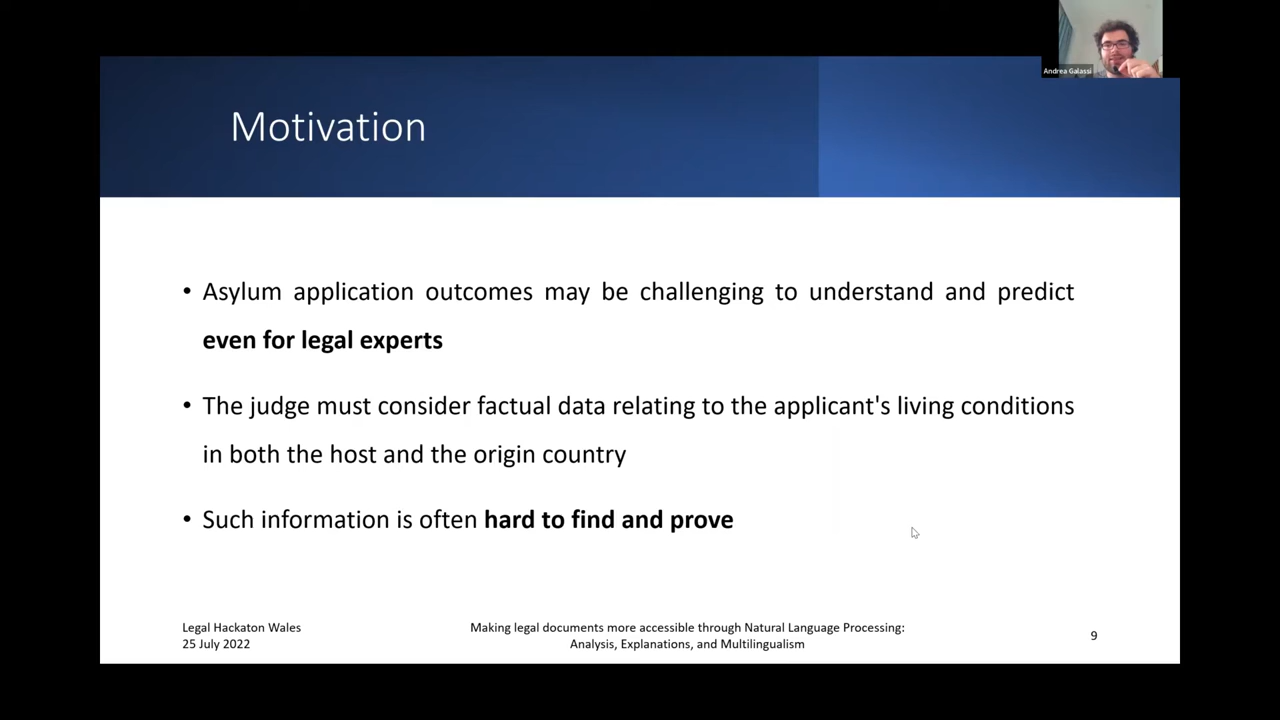 Andrea Galassi
Motivation
• Asylum application outcomes may be challenging to understand and predict
even for legal experts
• The judge must consider factual data relating to the applicant's living conditions
in both the host and the origin country
• Such information is often hard to find and prove
Legal Hackaton Wales
25 July 2022
Making legal documents more accessible through Natural Language Processing:
Analysis, Explanations, and Multilingualism
9